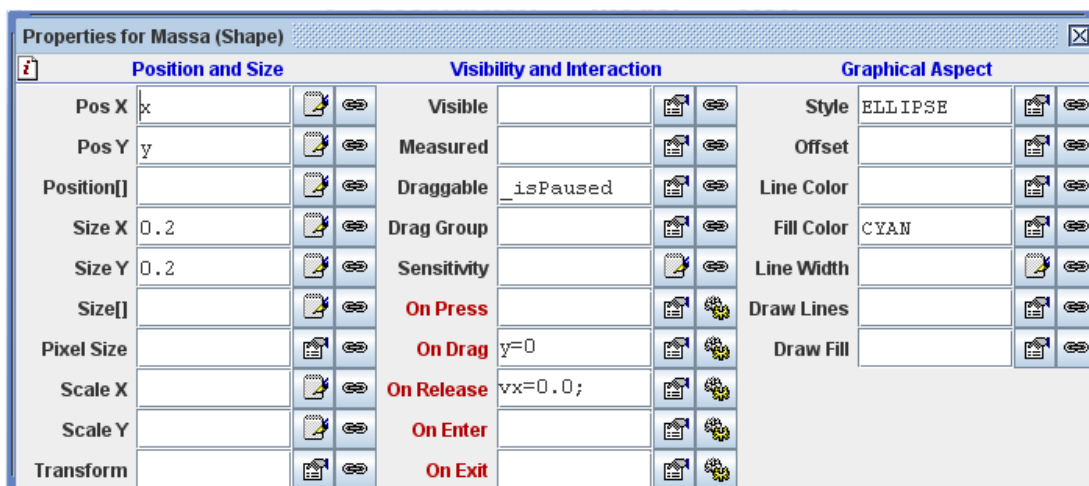 Properties for Massa (Shape)
Position and Size Visibility and Interaction Graphical Aspect
Pos X x Visible Style ELLIPSE
Pos Y y Measured Offset
Position[] Draggable _isPaused Line Color
Size X 0.2 Drag Group Fill Color CYAN
Size Y 0.2 Sensitivity Line Width
Size[] On Press Draw Lines
Pixel Size On Drag y=0 Draw Fill
Scale X On Release vx=0.0;
Scale Y On Enter
Transform On Exit